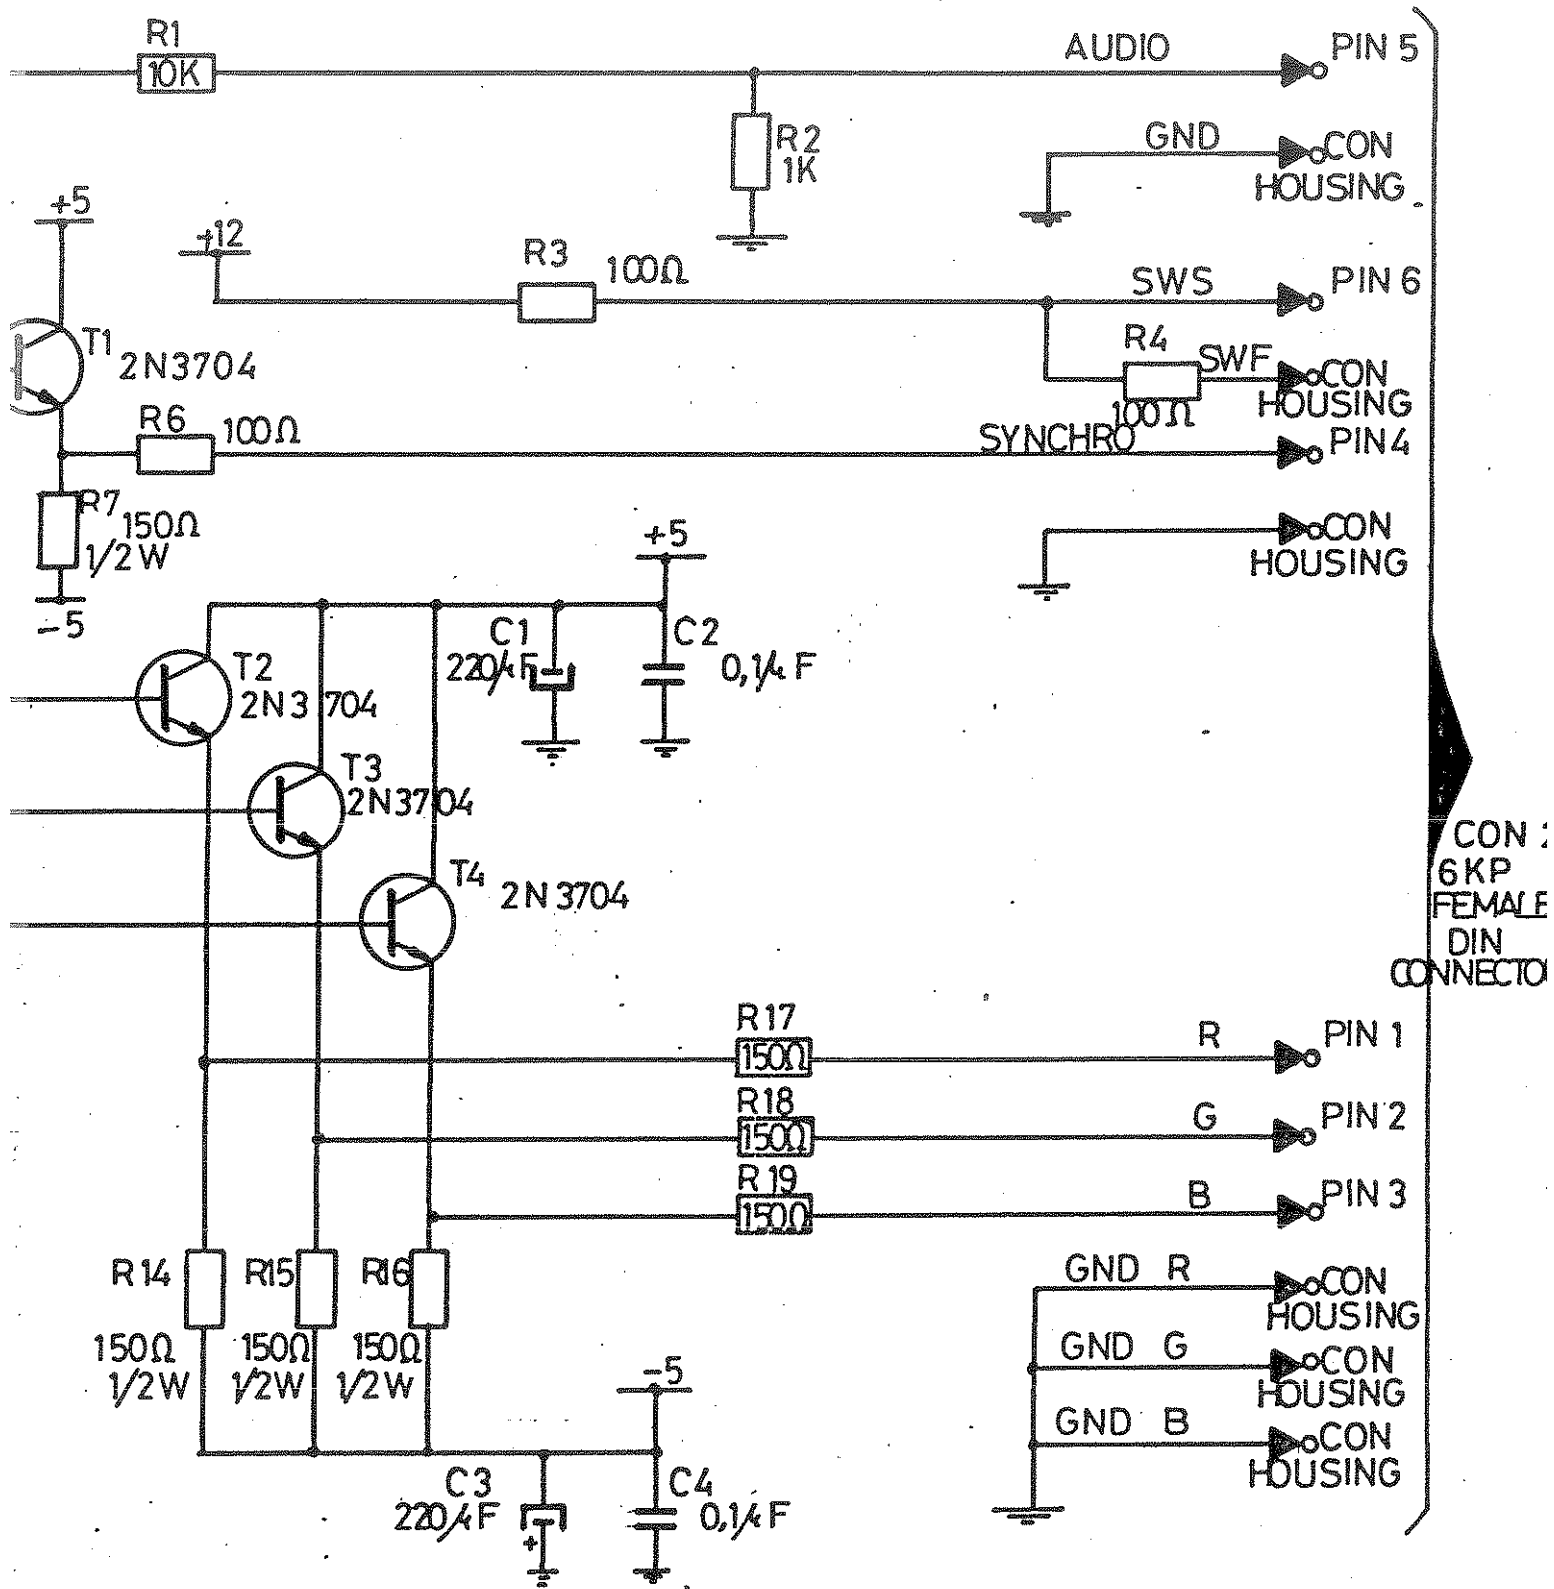 R1
10K
AUDIO
PIN 5
R2
1K
GND
CON
HOUSING
+5
+12
R3
100Ω
SWS
PIN 6
T1
2N3704
R4
SWF
CON
HOUSING
100Ω
R6
100Ω
SYNCHRO
PIN4
R7
150Ω
1/2W
-5
CON
HOUSING
+5
C1
220µF
C2
0,1µF
T2
2N3704
T3
2N3704
T4
2N3704
CON
6KP
FEMALE
DIN
R17
150Ω
R
PIN 1
R18
150Ω
G
PIN 2
R19
150Ω
B
PIN 3
R14
150Ω
1/2W
R15
150Ω
1/2W
R16
150Ω
1/2W
GND R
CON
HOUSING
GND G
CON
HOUSING
GND B
CON
HOUSING
-5
C3
220µF
+
C4
0,1µF